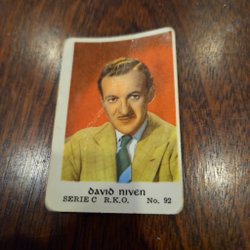 DAVID NIVEN
SERIE C R.K.O. No. 92